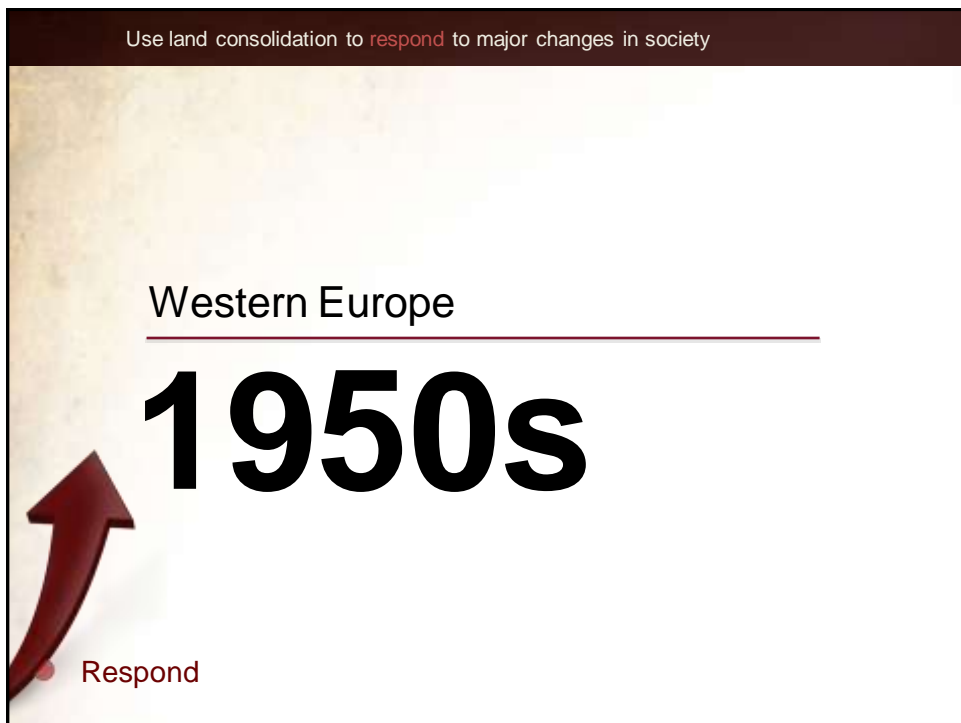 Use land consolidation to respond to major changes in society
Western Europe
1950s
Respond